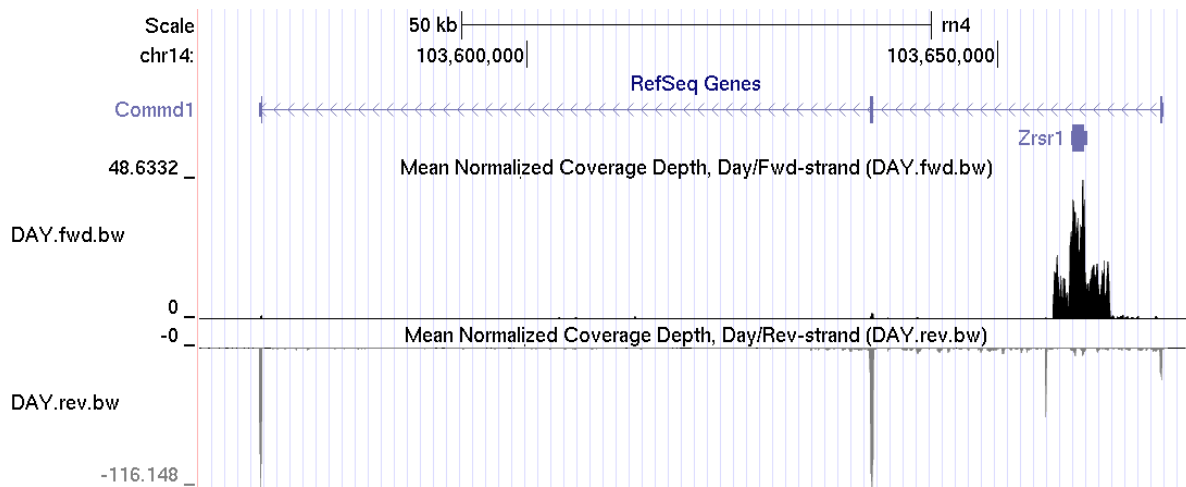 Scale 50 kb rn4
chr14: 103,600,000 103,650,000
RefSeq Genes
Commd1
Zrsr1
48.6332 Mean Normalized Coverage Depth, Day/Fwd-strand (DAY.fwd.bw)
DAY.fwd.bw
0
-0 Mean Normalized Coverage Depth, Day/Rev-strand (DAY.rev.bw)
DAY.rev.bw
-116.148